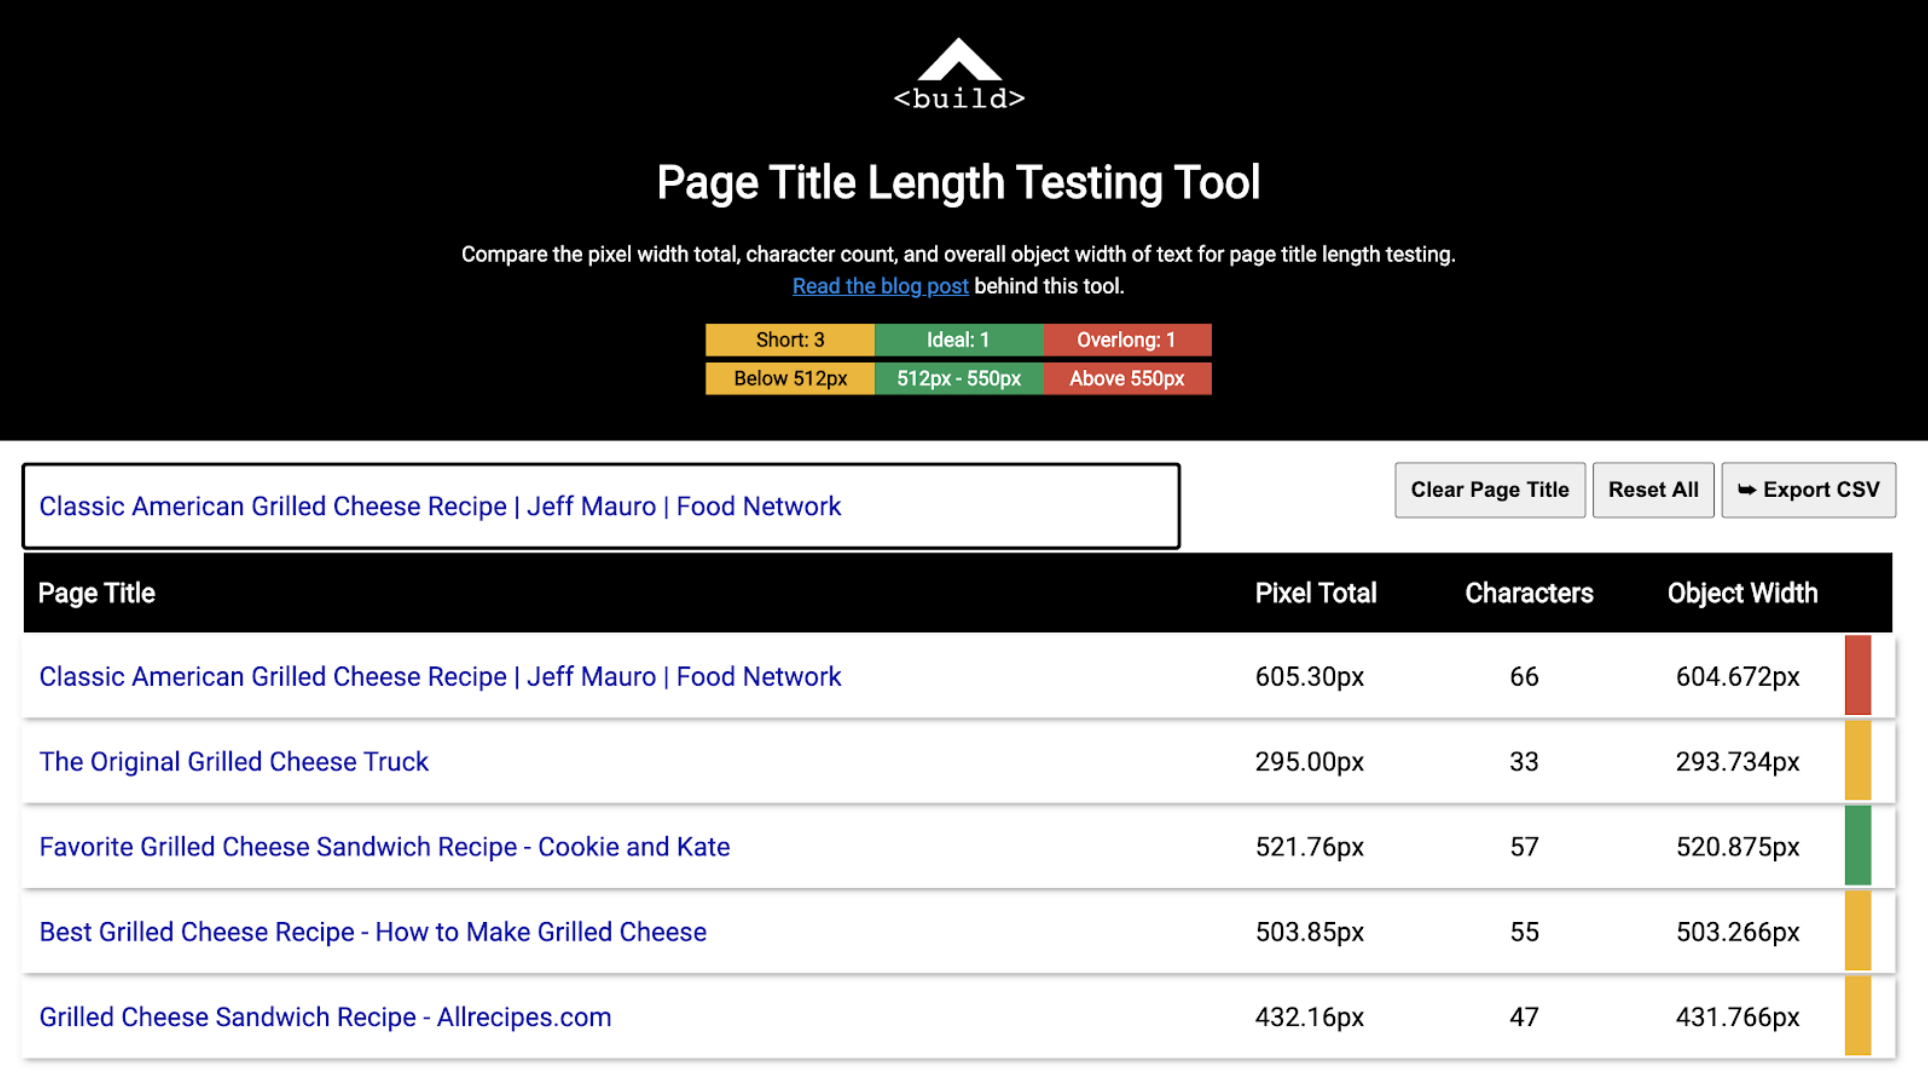 <build>
Page Title Length Testing Tool
Compare the pixel width total, character count, and overall object width of text for page title length testing.
Read the blog post behind this tool.
Short: 3 Ideal: 1 Overlong: 1
Below 512px 512px - 550px Above 550px
Classic American Grilled Cheese Recipe | Jeff Mauro | Food Network
Clear Page Title Reset All ➥ Export CSV
Page Title Pixel Total Characters Object Width
Classic American Grilled Cheese Recipe | Jeff Mauro | Food Network 605.30px 66 604.672px
The Original Grilled Cheese Truck 295.00px 33 293.734px
Favorite Grilled Cheese Sandwich Recipe - Cookie and Kate 521.76px 57 520.875px
Best Grilled Cheese Recipe - How to Make Grilled Cheese 503.85px 55 503.266px
Grilled Cheese Sandwich Recipe - Allrecipes.com 432.16px 47 431.766px